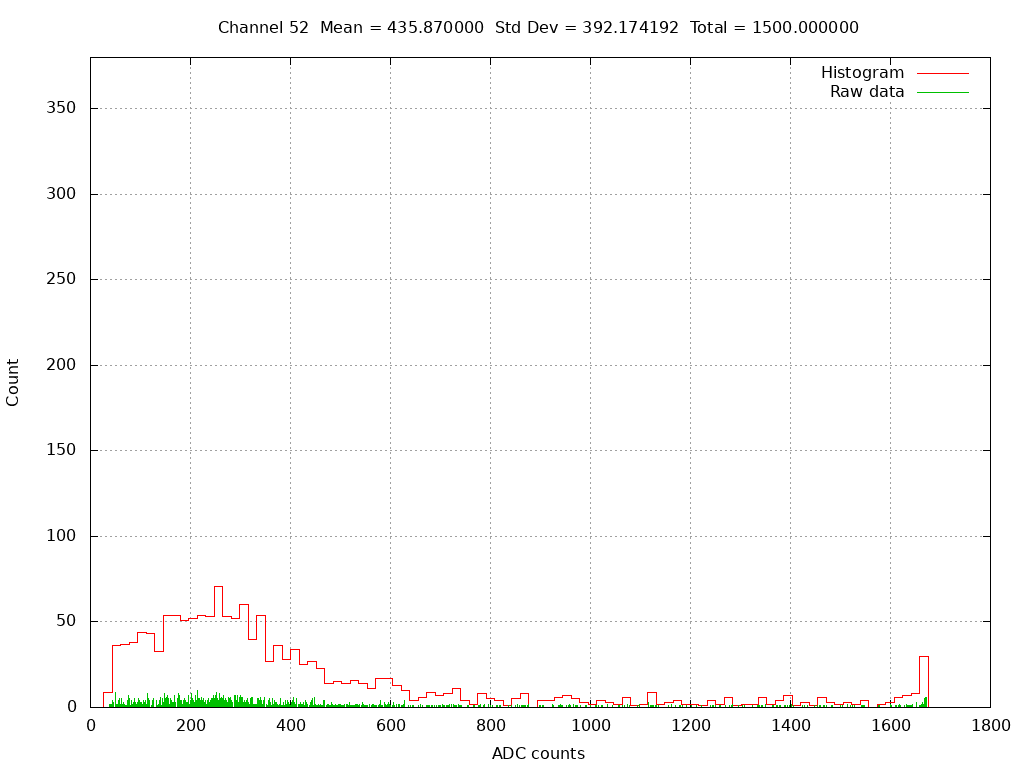 Channel 52  Mean = 435.870000  Std Dev = 392.174192  Total = 1500.000000
Histogram
Raw data
350
300
250
200
150
100
50
0
Count
0 200 400 600 800 1000 1200 1400 1600 1800
ADC counts